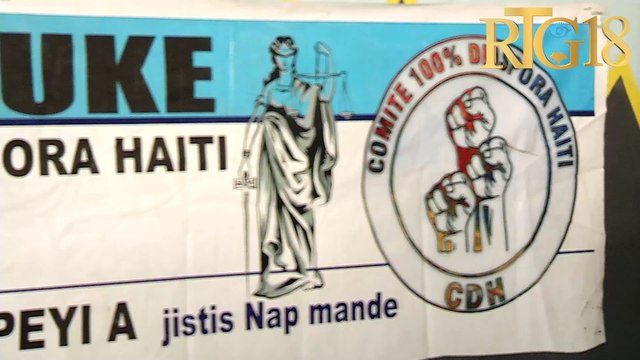 RTG18
UKE
ORA HAITI
COMITE 100% DIASPORA HAITI
CDH
PEYI A jistis Nap mande